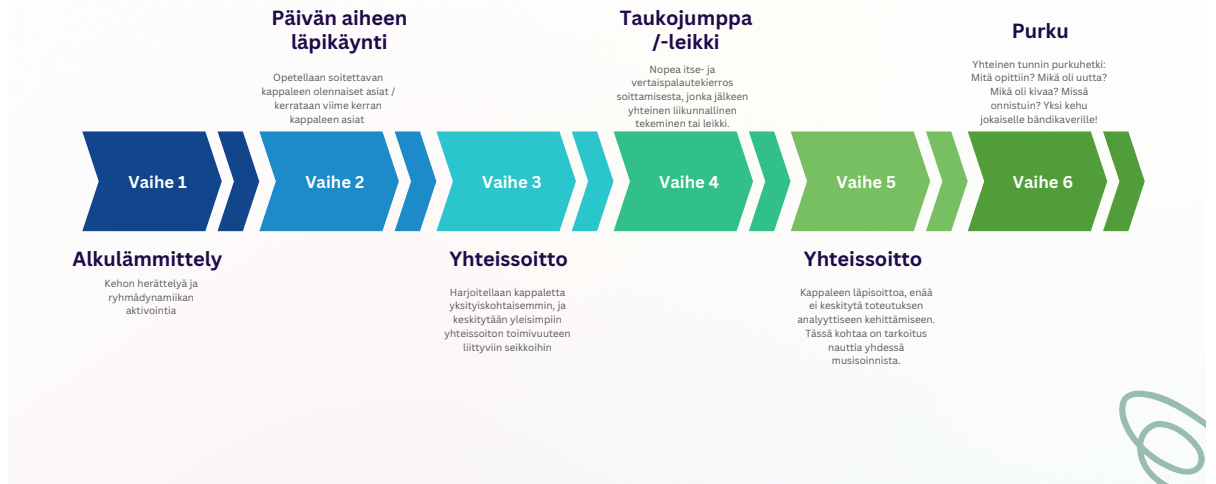 Päivän aiheen
läpikäynti
Opetellaan soitettavan
kappaleen olennaiset asiat /
kerrataan viime kerran
kappaleen asiat
Taukojumppa
/-leikki
Nopea itse- ja
vertaispalautekierros
soittamisesta, jonka jälkeen
yhteinen liikunnallinen
tekeminen tai leikki.
Purku
Yhteinen tunnin purkuhetki:
Mitä opittiin? Mikä oli uutta?
Mikä oli kivaa? Missä
onnistuin? Yksi kehu
jokaiselle bändikaverille!
Vaihe 1
Vaihe 2
Vaihe 3
Vaihe 4
Vaihe 5
Vaihe 6
Alkulämmittely
Kehon herättelyä ja
ryhmädynamiikan
aktivointia
Yhteissoitto
Harjoitellaan kappaletta
yksityiskohtaisemmin, ja
keskitytään yleisimpiin
yhteissoiton toimivuuteen
liittyviin seikkoihin
Yhteissoitto
Kappaleen läpisoittoa, enää
ei keskitytä toteutuksen
analyyttiseen kehittämiseen.
Tässä kohtaa on tarkoitus
nauttia yhdessä
musisoinnista.